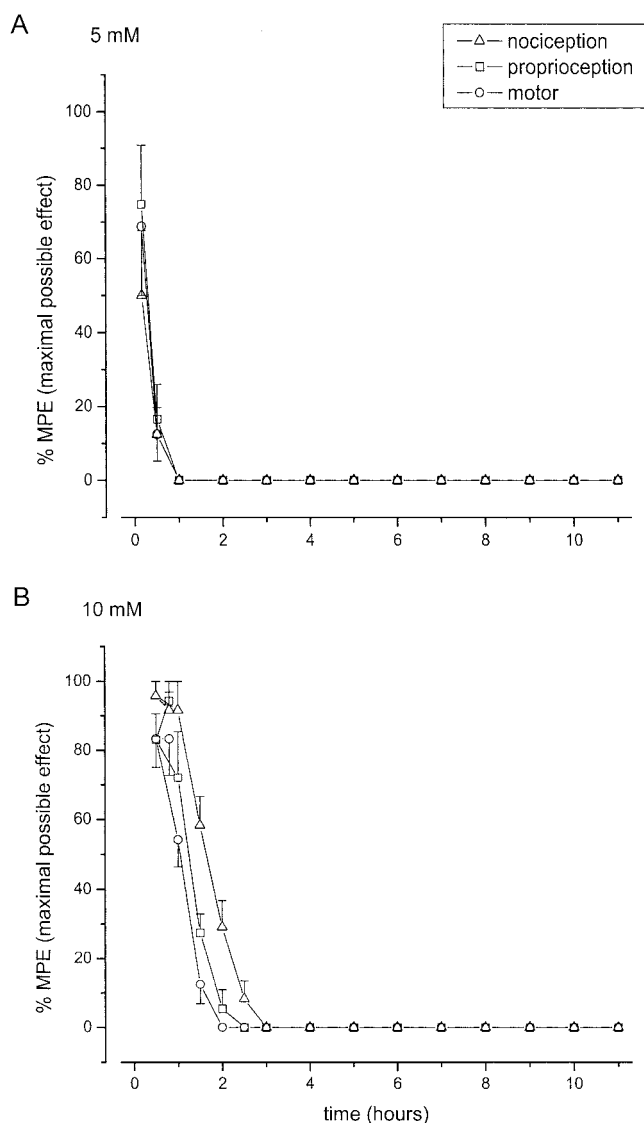 A
5 mM
nociception
proprioception
motor
100
80
60
40
20
0
% MPE (maximal possible effect)
0 2 4 6 8 10
B
10 mM
100
80
60
40
20
0
% MPE (maximal possible effect)
0 2 4 6 8 10
time (hours)